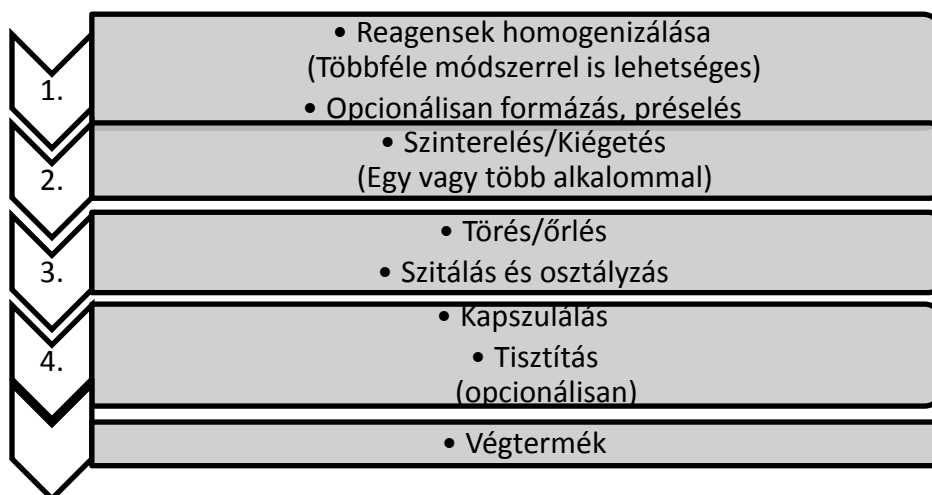 1.
• Reagensek homogenizálása
(Többféle módszerrel is lehetséges)
• Opcionálisan formázás, préselés
2.
• Szinterelés/Kiégetés
(Egy vagy több alkalommal)
3.
• Törés/őrlés
• Szitálás és osztályzás
4.
• Kapszulálás
• Tisztítás
(opcionálisan)
• Végtermék